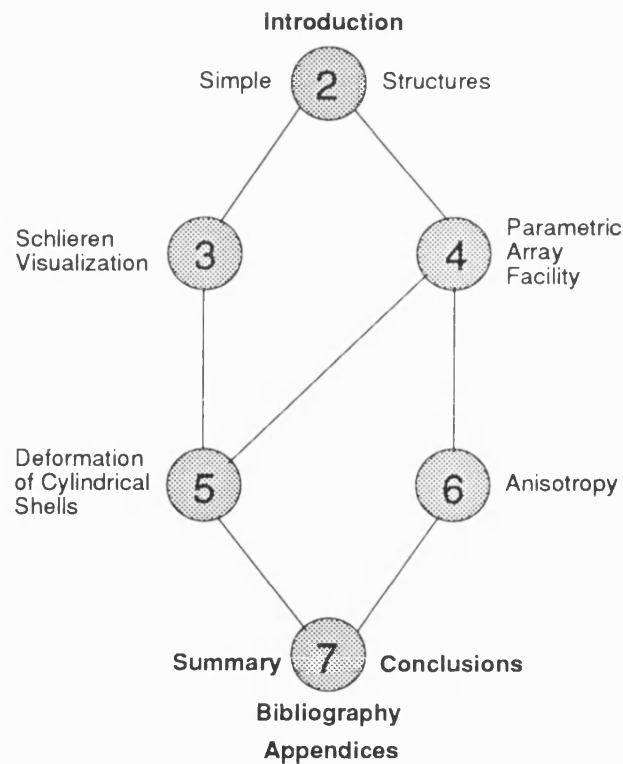 Introduction
Simple 2 Structures
Schlieren
Visualization
3
4
Parametric
Array
Facility
Deformation
of Cylindrical
Shells
5
6
Anisotropy
Summary 7 Conclusions
Bibliography
Appendices